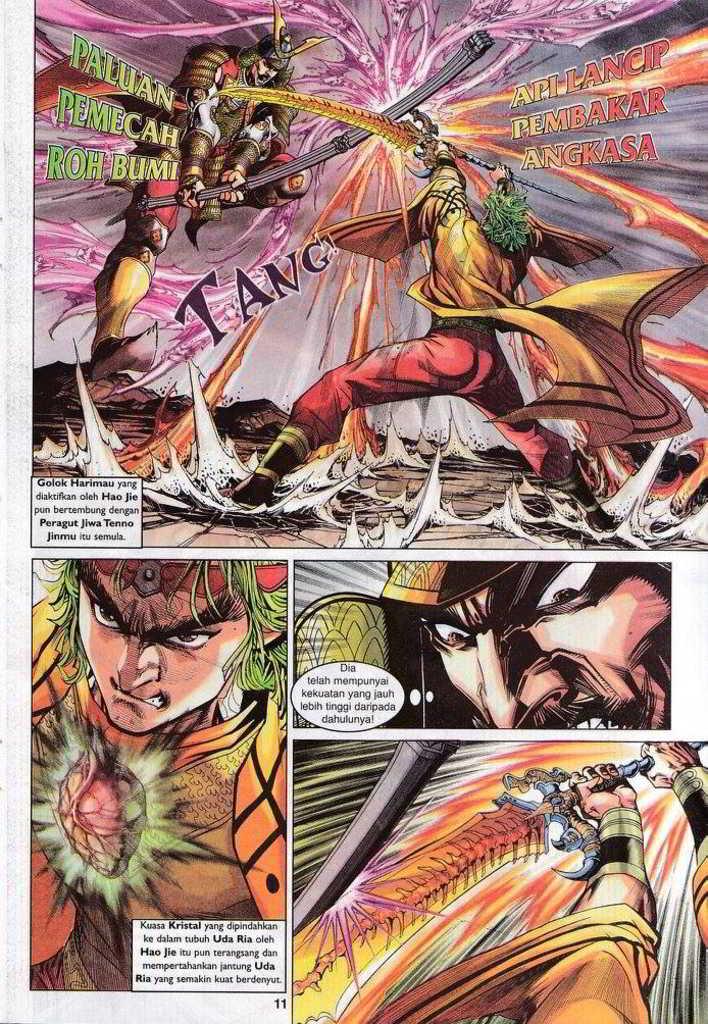 PALUAN
PEMECAH
ROH BUMI
API LANCIP
PEMBAKAR
ANGKASA
TANG!
Golok Harimau yang
diaktifkan oleh Hao Jie
pun bertembung dengan
Peragut Jiwa Tenno
Jinmu itu semula.
Dia
telah mempunyai
kekuatan yang jauh
lebih tinggi daripada
dahulunya!
Kuasa Kristal yang dipindahkan
ke dalam tubuh Uda Ria oleh
Hao Jie itu pun terangsang dan
mempertahankan jantung Uda
Ria yang semakin kuat berdenyut.
11